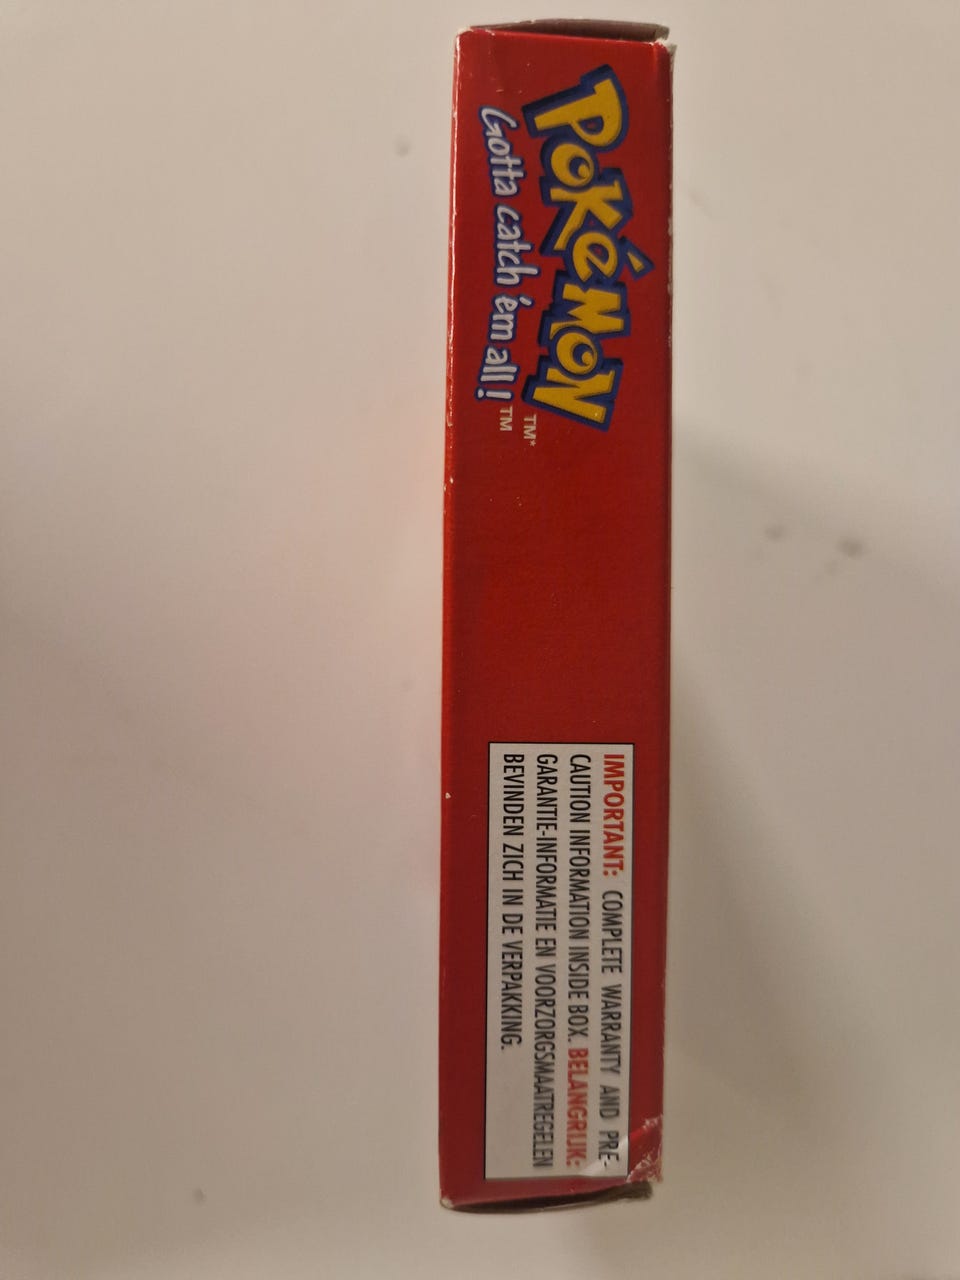 POKéMON
TM*
Gotta catch 'em all! TM
IMPORTANT: COMPLETE WARRANTY AND PRE-
CAUTION INFORMATION INSIDE BOX. BELANGRIJK:
GARANTIE-INFORMATIE EN VOORZORGSMAATREGELEN
BEVINDEN ZICH IN DE VERPAKKING.